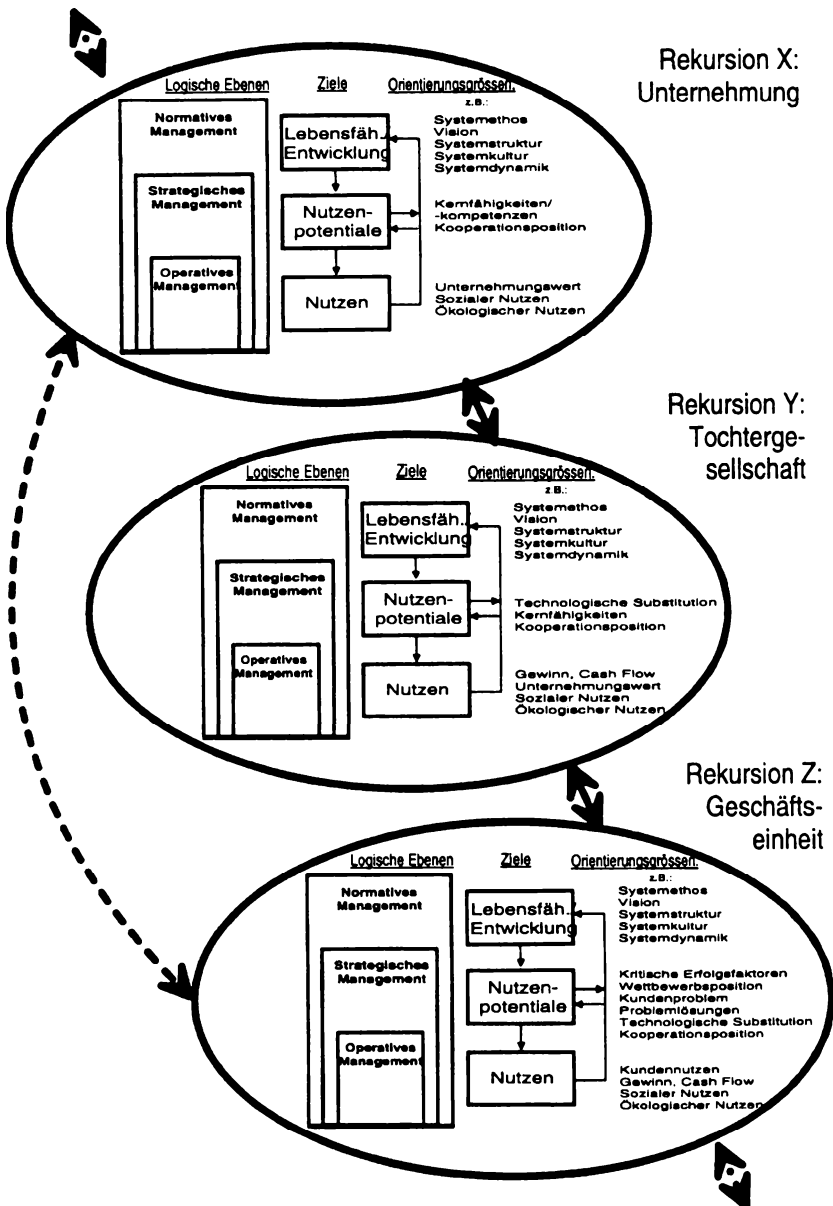 Rekursion X:
Unternehmung
Logische Ebenen
Ziele
Orientierungsgrössen:
z.B.:
Normatives
Management
Strategisches
Management
Operatives
Management
Lebensfäh./
Entwicklung
Nutzen-
potentiale
Nutzen
Systemethos
Vision
Systemstruktur
Systemkultur
Systemdynamik
Kernfähigkeiten/
-kompetenzen
Kooperationsposition
Unternehmungswert
Sozialer Nutzen
Ökologischer Nutzen
Rekursion Y:
Tochterge-
sellschaft
Logische Ebenen
Ziele
Orientierungsgrössen:
z.B.:
Normatives
Management
Strategisches
Management
Operatives
Management
Lebensfäh./
Entwicklung
Nutzen-
potentiale
Nutzen
Systemethos
Vision
Systemstruktur
Systemkultur
Systemdynamik
Technologische Substitution
Kernfähigkeiten
Kooperationsposition
Gewinn, Cash Flow
Unternehmungswert
Sozialer Nutzen
Ökologischer Nutzen
Rekursion Z:
Geschäfts-
einheit
Logische Ebenen
Ziele
Orientierungsgrössen:
z.B.:
Normatives
Management
Strategisches
Management
Operatives
Management
Lebensfäh./
Entwicklung
Nutzen-
potentiale
Nutzen
Systemethos
Vision
Systemstruktur
Systemkultur
Systemdynamik
Kritische Erfolgsfaktoren
Wettbewerbsposition
Kundenproblem
Problemlösungen
Technologische Substitution
Kooperationsposition
Kundennutzen
Gewinn, Cash Flow
Sozialer Nutzen
Ökologischer Nutzen